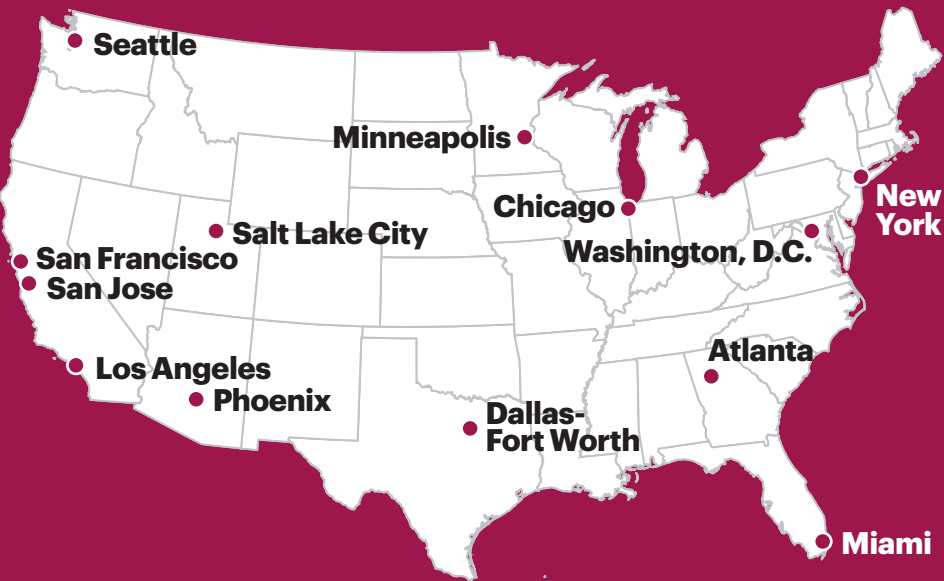 Seattle
Minneapolis
Chicago
New
York
Salt Lake City
Washington, D.C.
San Francisco
San Jose
Atlanta
Los Angeles
Phoenix
Dallas-
Fort Worth
Miami